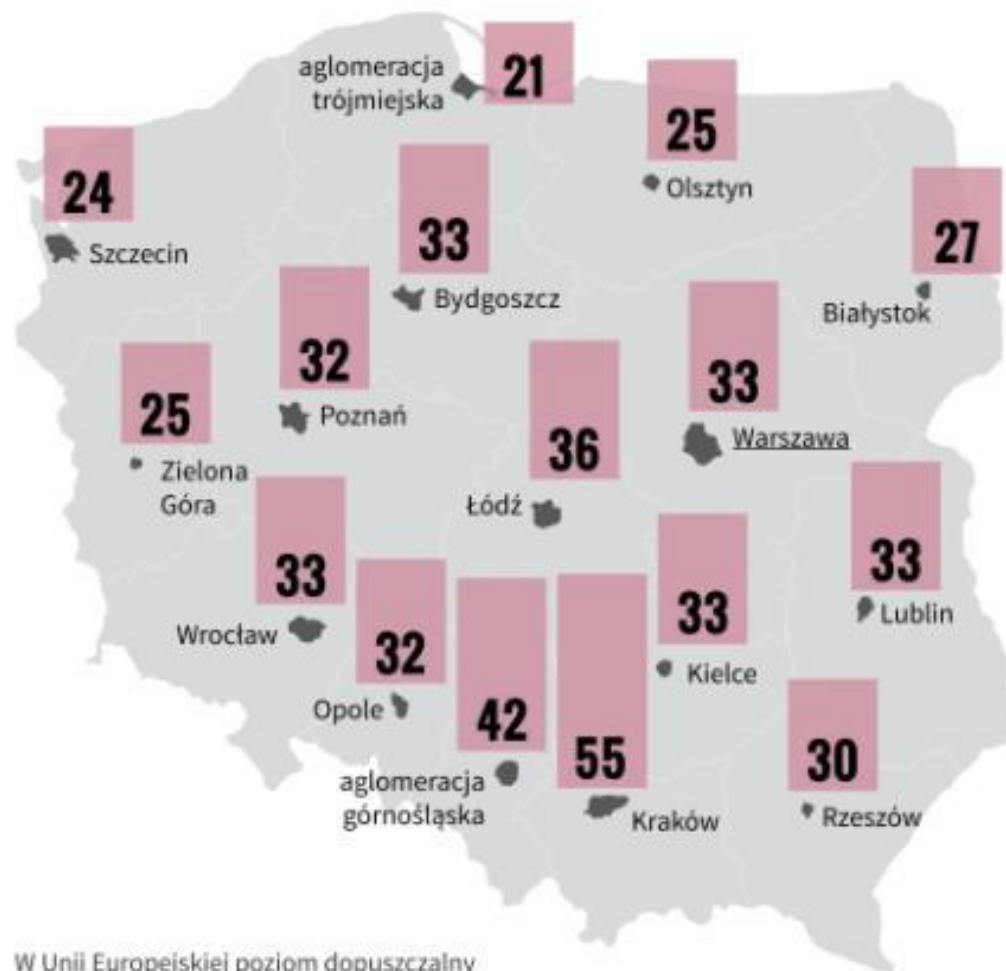 21
aglomeracja
trójmiejska
25
Olsztyn
24
Szczecin
33
Bydgoszcz
27
Białystok
32
Poznań
33
Warszawa
25
Zielona
Góra
36
Łódź
33
Wrocław
33
Lublin
32
Opole
33
Kielce
42
aglomeracja
górnośląska
55
Kraków
30
Rzeszów
W Unii Europejskiej poziom dopuszczalny